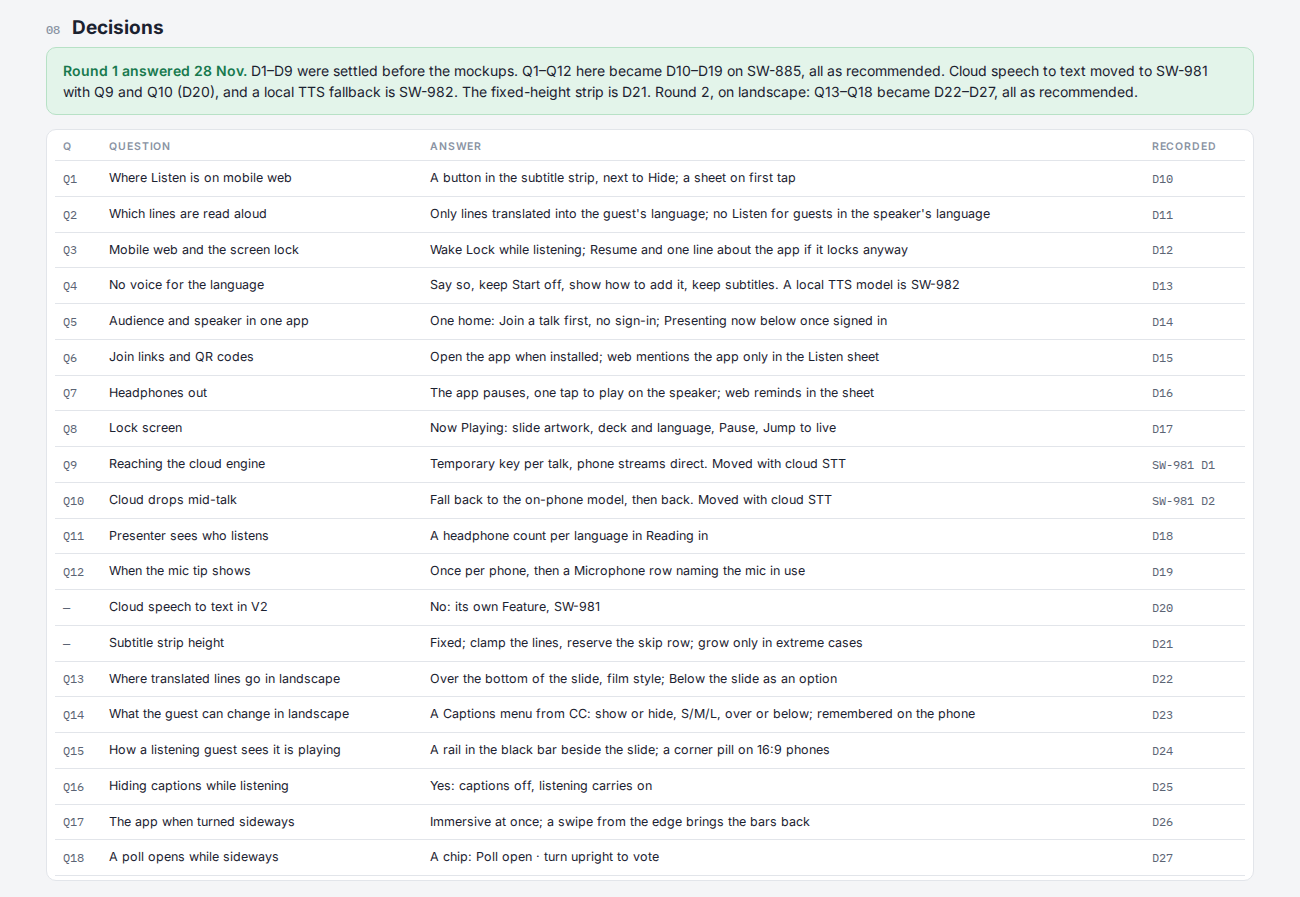 08 Decisions
Round 1 answered 28 Nov. D1–D9 were settled before the mockups. Q1–Q12 here became D10–D19 on SW-885, all as recommended. Cloud speech to text moved to SW-981
with Q9 and Q10 (D20), and a local TTS fallback is SW-982. The fixed-height strip is D21. Round 2, on landscape: Q13–Q18 became D22–D27, all as recommended.
Q QUESTION ANSWER RECORDED
Q1 Where Listen is on mobile web A button in the subtitle strip, next to Hide; a sheet on first tap D10
Q2 Which lines are read aloud Only lines translated into the guest's language; no Listen for guests in the speaker's language D11
Q3 Mobile web and the screen lock Wake Lock while listening; Resume and one line about the app if it locks anyway D12
Q4 No voice for the language Say so, keep Start off, show how to add it, keep subtitles. A local TTS model is SW-982 D13
Q5 Audience and speaker in one app One home: Join a talk first, no sign-in; Presenting now below once signed in D14
Q6 Join links and QR codes Open the app when installed; web mentions the app only in the Listen sheet D15
Q7 Headphones out The app pauses, one tap to play on the speaker; web reminds in the sheet D16
Q8 Lock screen Now Playing: slide artwork, deck and language, Pause, Jump to live D17
Q9 Reaching the cloud engine Temporary key per talk, phone streams direct. Moved with cloud STT SW-981 D1
Q10 Cloud drops mid-talk Fall back to the on-phone model, then back. Moved with cloud STT SW-981 D2
Q11 Presenter sees who listens A headphone count per language in Reading in D18
Q12 When the mic tip shows Once per phone, then a Microphone row naming the mic in use D19
– Cloud speech to text in V2 No: its own Feature, SW-981 D20
– Subtitle strip height Fixed; clamp the lines, reserve the skip row; grow only in extreme cases D21
Q13 Where translated lines go in landscape Over the bottom of the slide, film style; Below the slide as an option D22
Q14 What the guest can change in landscape A Captions menu from CC: show or hide, S/M/L, over or below; remembered on the phone D23
Q15 How a listening guest sees it is playing A rail in the black bar beside the slide; a corner pill on 16:9 phones D24
Q16 Hiding captions while listening Yes: captions off, listening carries on D25
Q17 The app when turned sideways Immersive at once; a swipe from the edge brings the bars back D26
Q18 A poll opens while sideways A chip: Poll open · turn upright to vote D27